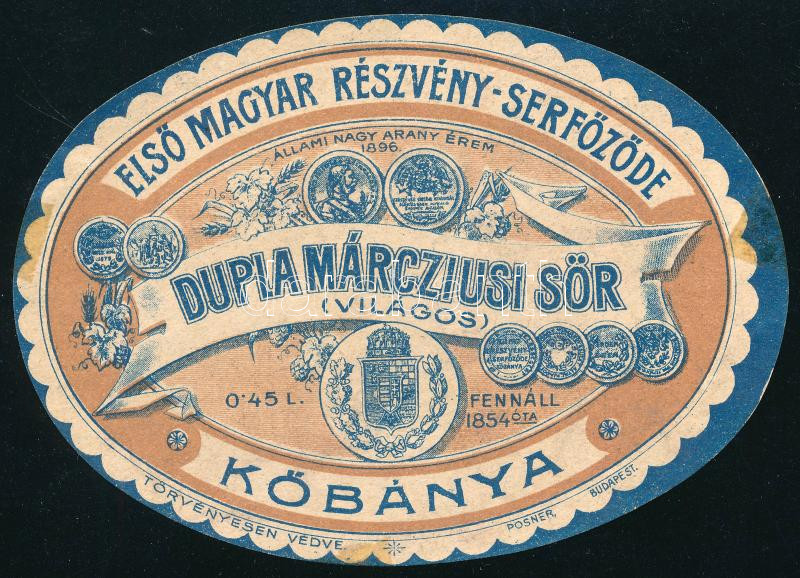 ELSŐ MAGYAR RÉSZVÉNY-SERFŐZŐDE
ÁLLAMI NAGY ARANY ÉREM
1896.
DUPLA MÁRCZIUSI SÖR
(VILÁGOS)
0·45 L.
FENNÁLL
1854 ÓTA
KŐBÁNYA
TÖRVÉNYESEN VÉDVE.
POSNER, BUDAPEST.